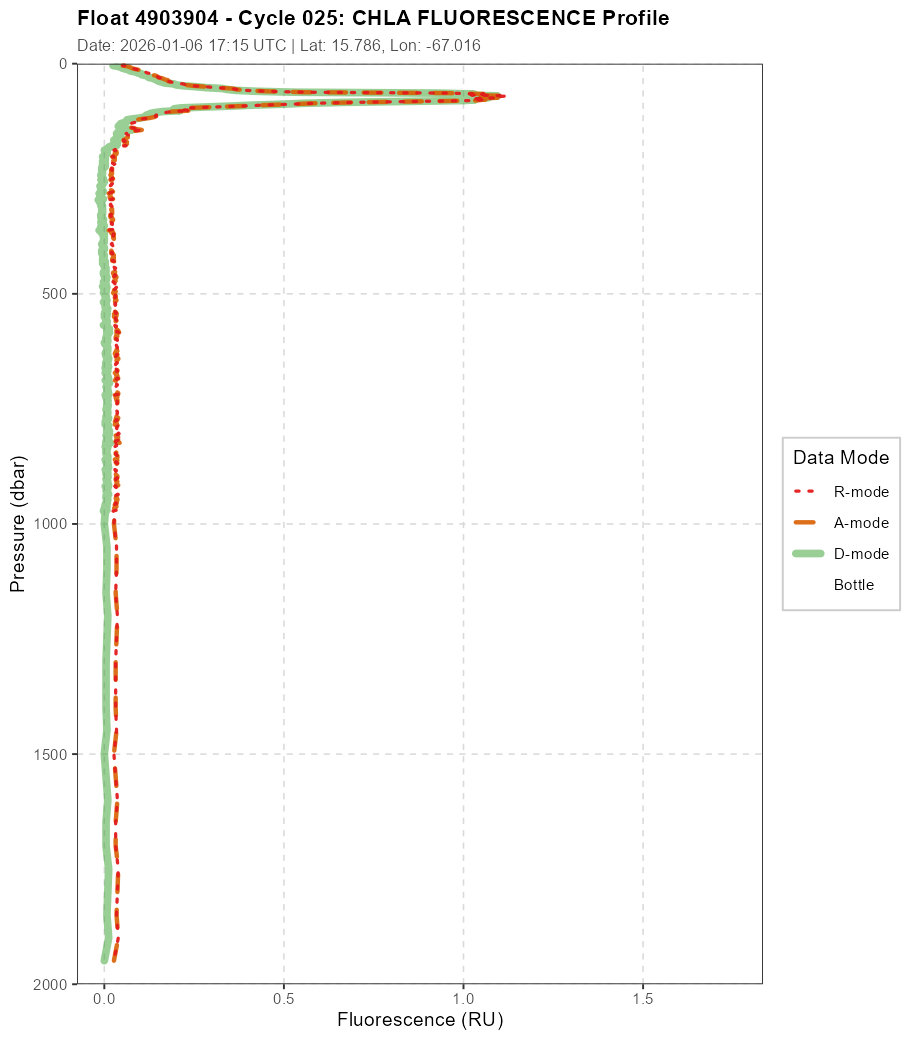 Float 4903904 - Cycle 025: CHLA FLUORESCENCE Profile
Date: 2026-01-06 17:15 UTC | Lat: 15.786, Lon: -67.016
0
500
1000
1500
2000
Pressure (dbar)
0.0
0.5
1.0
1.5
Fluorescence (RU)
Data Mode
R-mode
A-mode
D-mode
Bottle